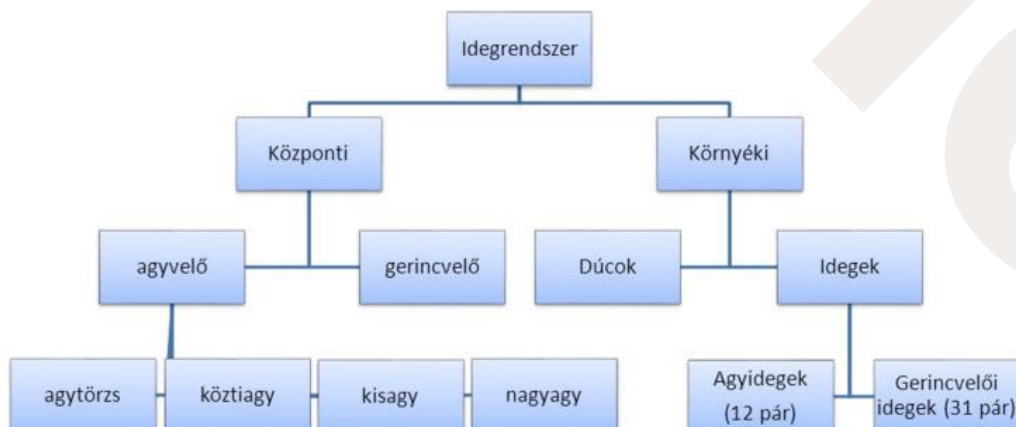 Idegrendszer
Központi
Környéki
agyvelő
gerincvelő
Dúcok
Idegek
agytörzs
köztiagy
kisagy
nagyagy
Agyidegek
(12 pár)
Gerincvelői
idegek (31 pár)